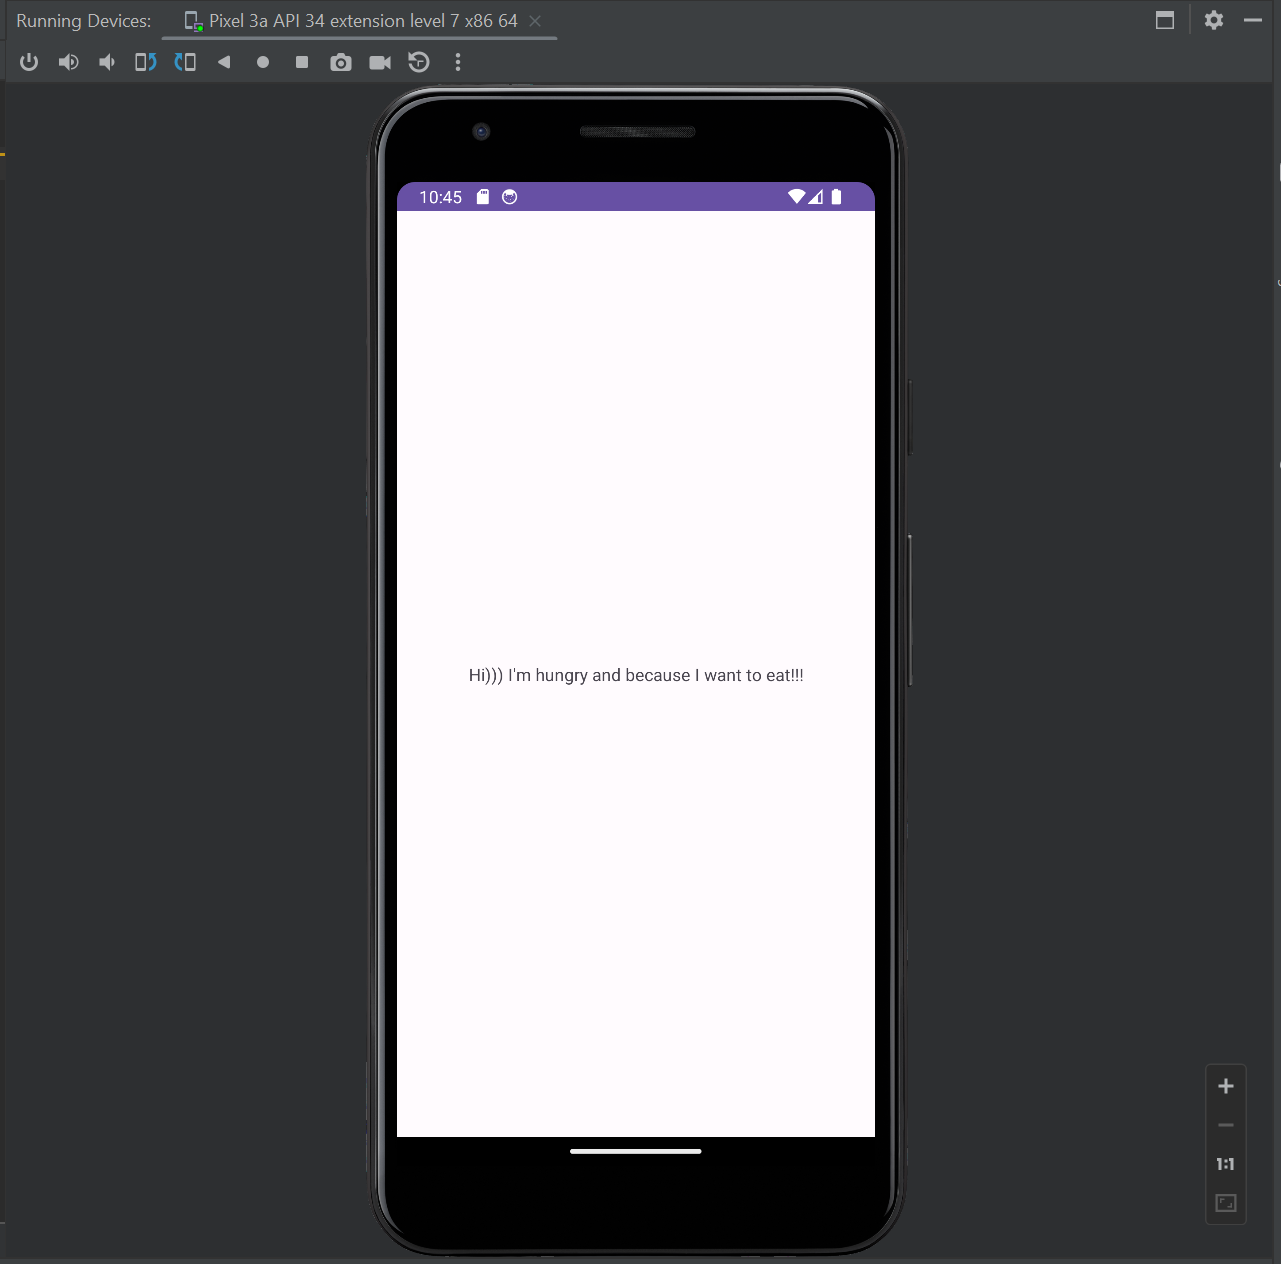 Running Devices: Pixel 3a API 34 extension level 7 x86 64
10:45
Hi))) I'm hungry and because I want to eat!!!
1:1